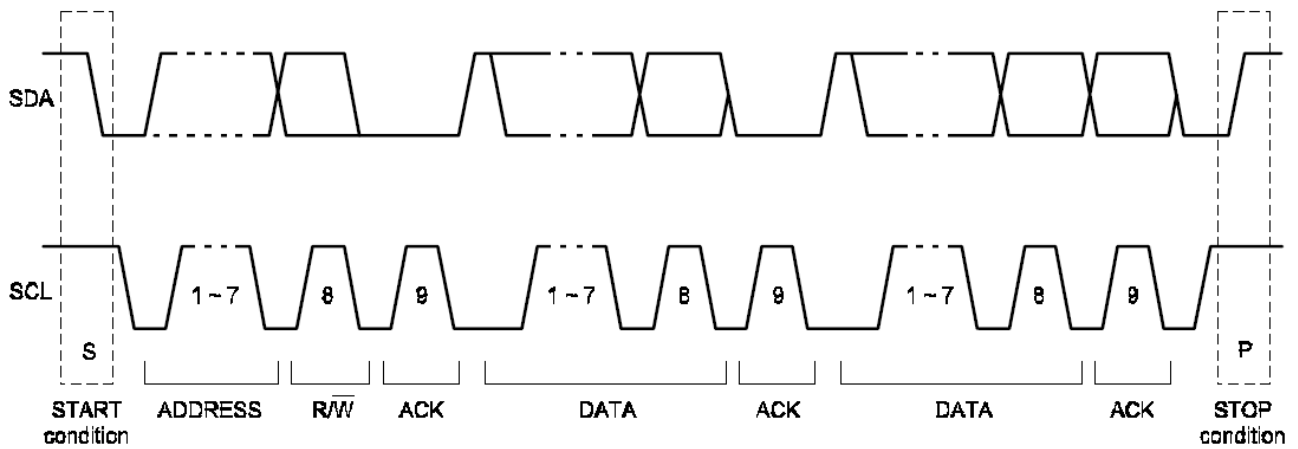 SDA
SCL
1 ~ 7
8
9
1 ~ 7
8
9
1 ~ 7
8
9
S
P
START
condition
ADDRESS
R/W̅
ACK
DATA
ACK
DATA
ACK
STOP
condition